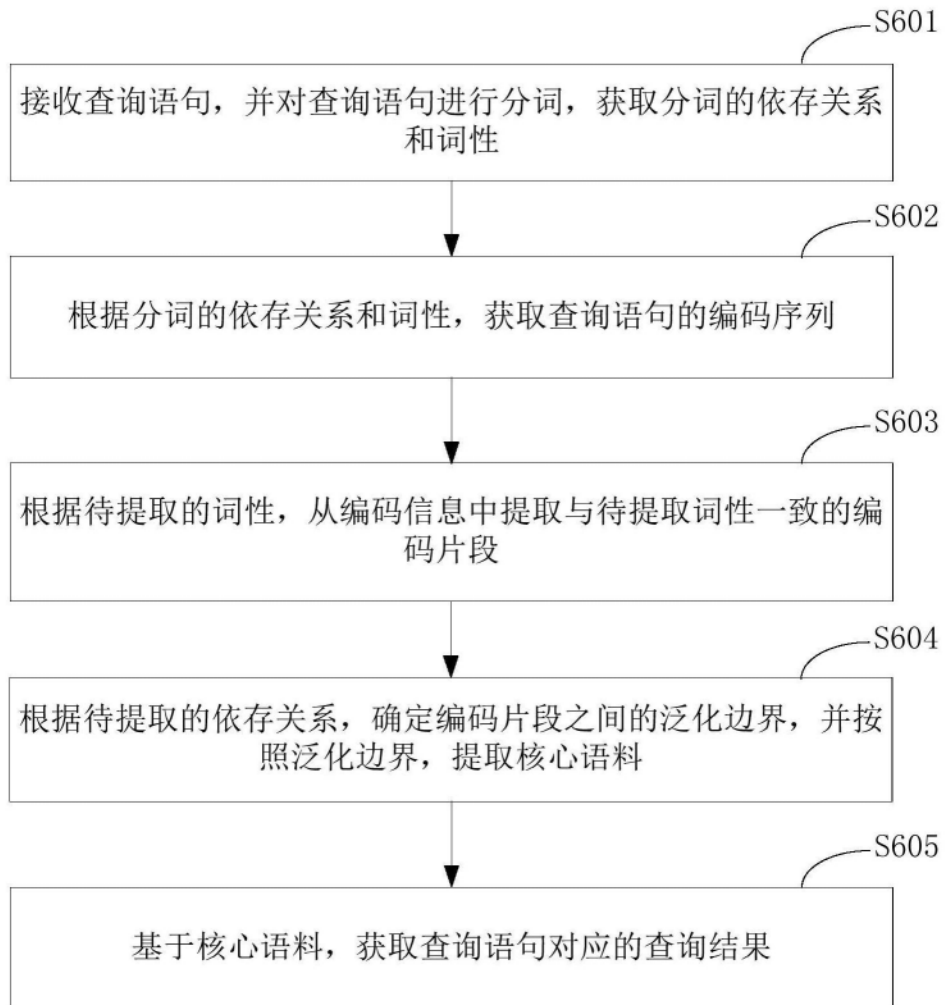 S601
接收查询语句，并对查询语句进行分词，获取分词的依存关系
和词性
S602
根据分词的依存关系和词性，获取查询语句的编码序列
S603
根据待提取的词性，从编码信息中提取与待提取词性一致的编
码片段
S604
根据待提取的依存关系，确定编码片段之间的泛化边界，并按
照泛化边界，提取核心语料
S605
基于核心语料，获取查询语句对应的查询结果